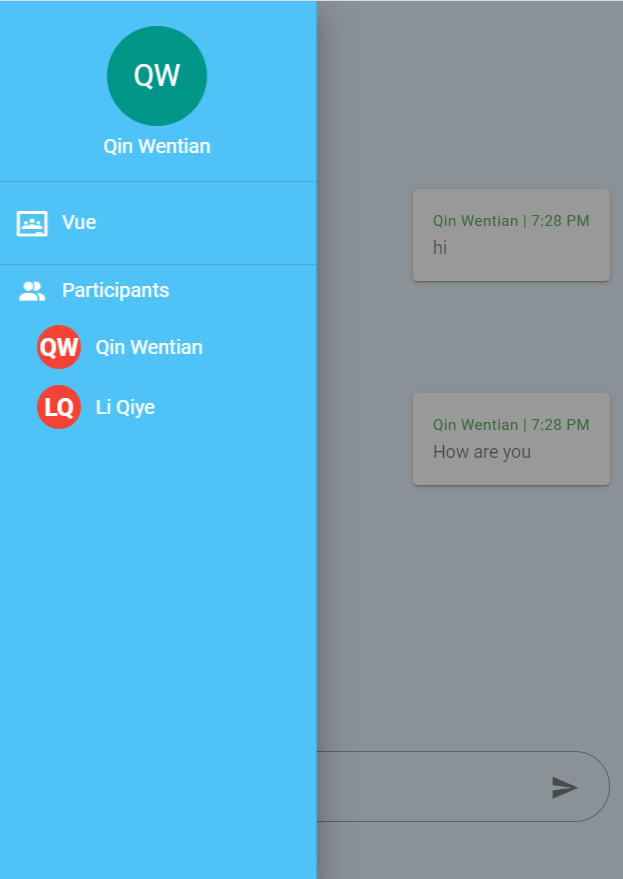 QW
Qin Wentian
Vue
Participants
QW Qin Wentian
LQ Li Qiye
Qin Wentian | 7:28 PM
hi
Qin Wentian | 7:28 PM
How are you